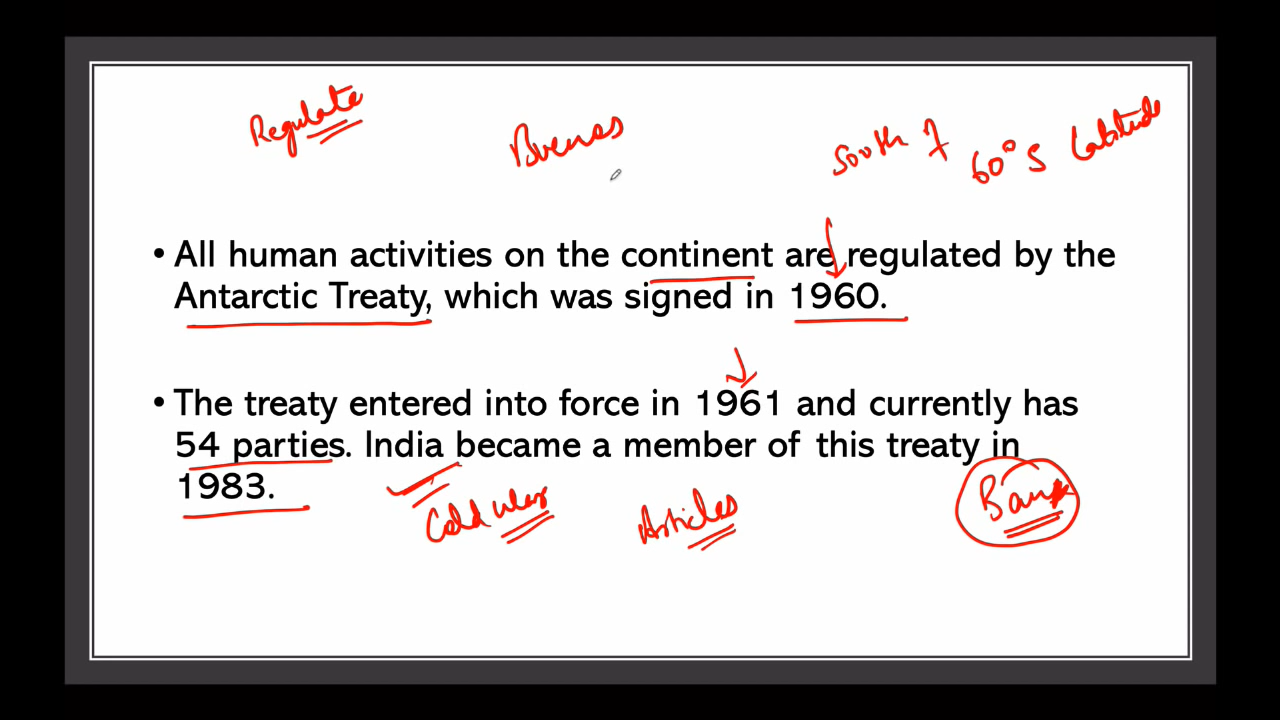 Regulate
Buenos
South of 60° S Latitude
• All human activities on the continent are regulated by the
Antarctic Treaty, which was signed in 1960.
• The treaty entered into force in 1961 and currently has
54 parties. India became a member of this treaty in
1983.
Cold war
Articles